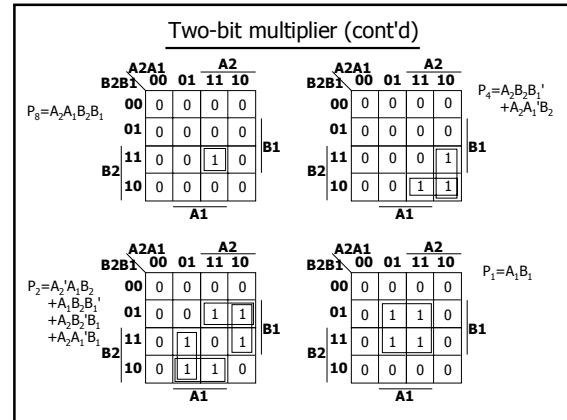 Two-bit multiplier (cont'd)
P8=A2A1B2B1
A2A1 A2
B2B1 00 01 11 10
00 0 0 0 0
01 0 0 0 0
11 0 0 1 0
10 0 0 0 0
B2
B1
A1
A2A1 A2
B2B1 00 01 11 10
00 0 0 0 0
01 0 0 0 0
11 0 0 0 1
10 0 0 1 1
B2
B1
A1
P4=A2B2B1'
+A2A1'B2
P2=A2'A1B2
+A1B2B1'
+A2B2'B1
+A2A1'B1
A2A1 A2
B2B1 00 01 11 10
00 0 0 0 0
01 0 0 1 1
11 0 1 0 1
10 0 1 1 0
B2
B1
A1
A2A1 A2
B2B1 00 01 11 10
00 0 0 0 0
01 0 1 1 0
11 0 1 1 0
10 0 0 0 0
B2
B1
A1
P1=A1B1